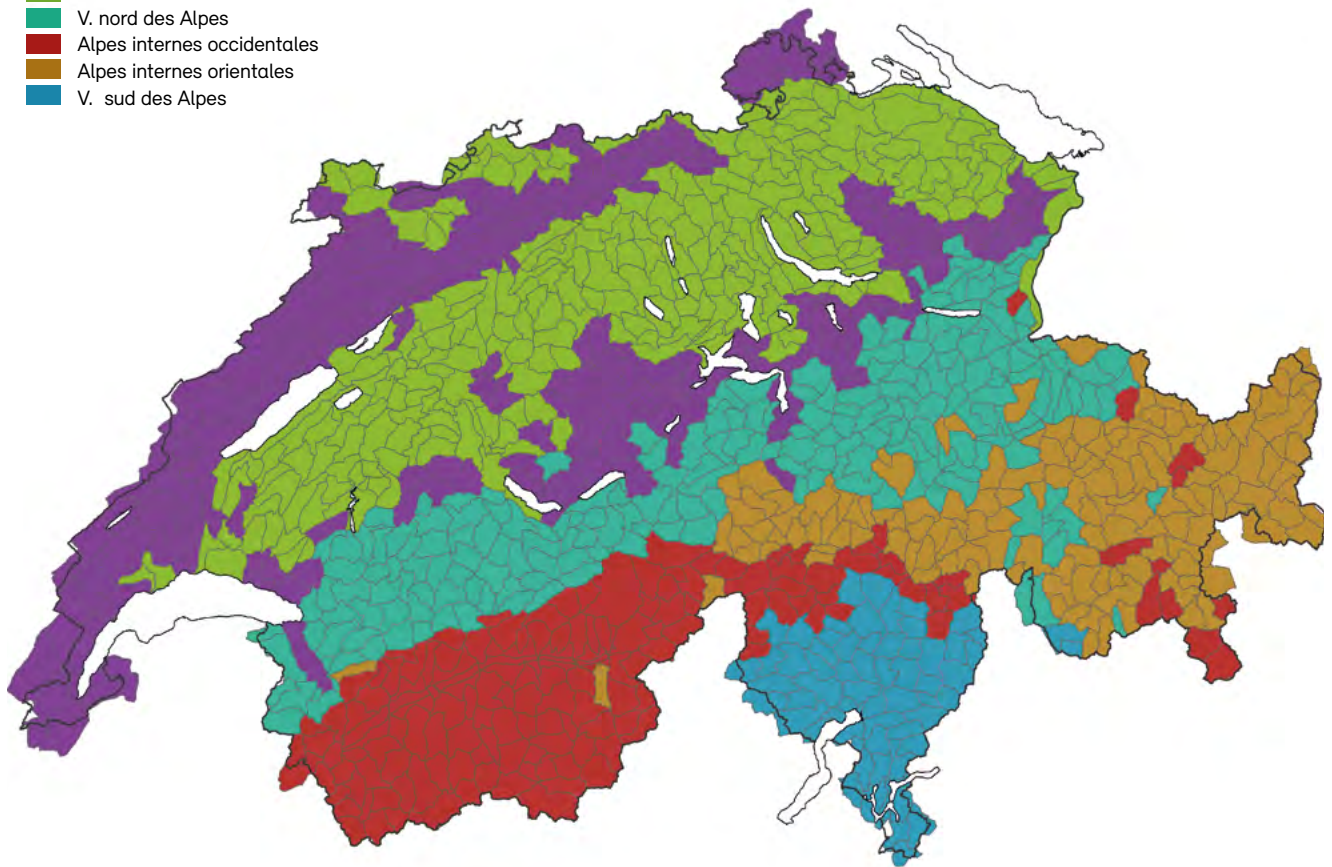 V. nord des Alpes
Alpes internes occidentales
Alpes internes orientales
V. sud des Alpes